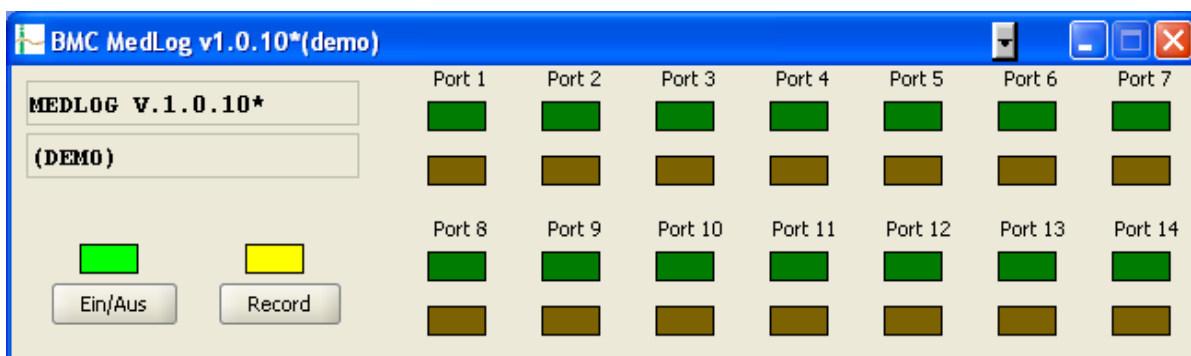 BMC MedLog v1.0.10*(demo)
MEDLOG V.1.0.10*
(DEMO)
Port 1 Port 2 Port 3 Port 4 Port 5 Port 6 Port 7
Port 8 Port 9 Port 10 Port 11 Port 12 Port 13 Port 14
Ein/Aus Record